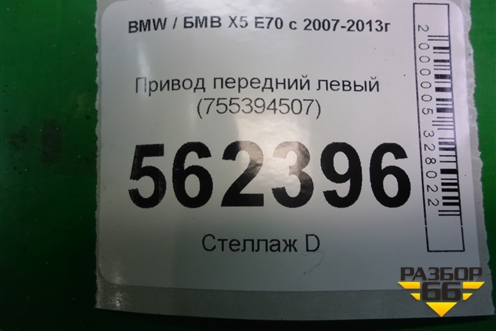 BMW / БМВ X5 E70 с 2007-2013г
Привод передний левый
(755394507)
562396
Стеллаж D
2000005328022
РАЗБОР
66